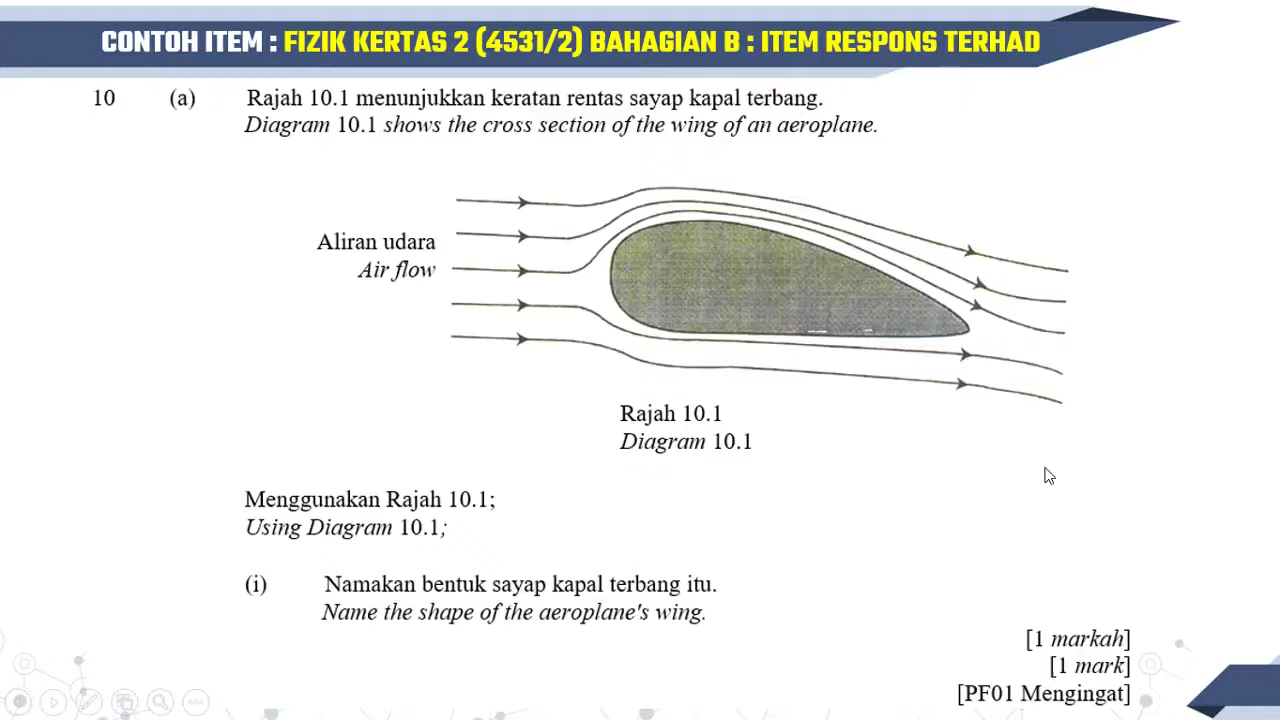 CONTOH ITEM : FIZIK KERTAS 2 (4531/2) BAHAGIAN B : ITEM RESPONS TERHAD
10 (a) Rajah 10.1 menunjukkan keratan rentas sayap kapal terbang.
Diagram 10.1 shows the cross section of the wing of an aeroplane.
Aliran udara
Air flow
Rajah 10.1
Diagram 10.1
Menggunakan Rajah 10.1;
Using Diagram 10.1;
(i) Namakan bentuk sayap kapal terbang itu.
Name the shape of the aeroplane's wing.
[1 markah]
[1 mark]
[PF01 Mengingat]